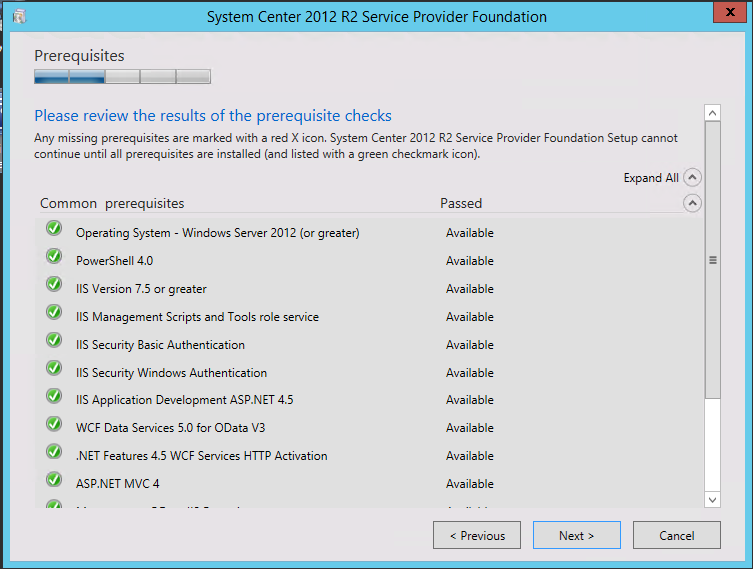 System Center 2012 R2 Service Provider Foundation
x
Prerequisites
Please review the results of the prerequisite checks
Any missing prerequisites are marked with a red X icon. System Center 2012 R2 Service Provider Foundation Setup cannot
continue until all prerequisites are installed (and listed with a green checkmark icon).
Expand All
Common prerequisites Passed
Operating System - Windows Server 2012 (or greater) Available
PowerShell 4.0 Available
IIS Version 7.5 or greater Available
IIS Management Scripts and Tools role service Available
IIS Security Basic Authentication Available
IIS Security Windows Authentication Available
IIS Application Development ASP.NET 4.5 Available
WCF Data Services 5.0 for OData V3 Available
.NET Features 4.5 WCF Services HTTP Activation Available
ASP.NET MVC 4 Available
< Previous Next > Cancel